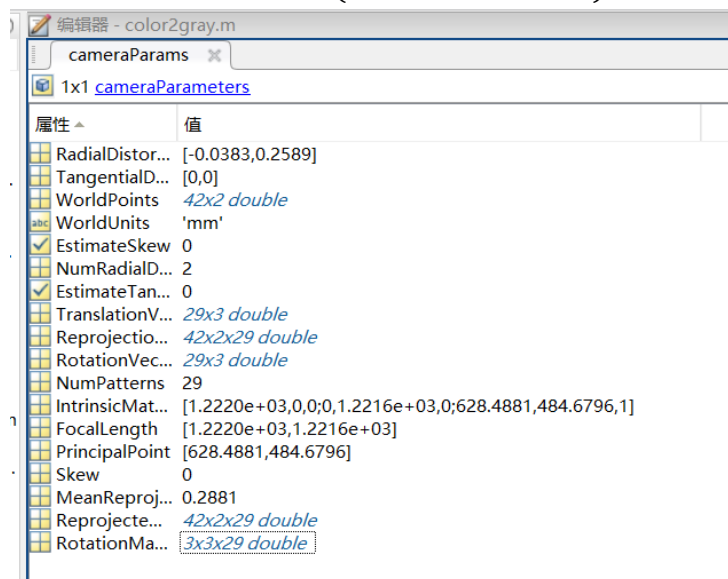 编辑器 - color2gray.m
cameraParams
1x1 cameraParameters
属性 值
RadialDistor... [-0.0383,0.2589]
TangentialD... [0,0]
WorldPoints 42x2 double
abc WorldUnits 'mm'
EstimateSkew 0
NumRadialD... 2
EstimateTan... 0
TranslationV... 29x3 double
Reprojectio... 42x2x29 double
RotationVec... 29x3 double
NumPatterns 29
IntrinsicMat... [1.2220e+03,0,0;0,1.2216e+03,0;628.4881,484.6796,1]
FocalLength [1.2220e+03,1.2216e+03]
PrincipalPoint [628.4881,484.6796]
Skew 0
MeanReproj... 0.2881
Reprojecte... 42x2x29 double
RotationMa... 3x3x29 double